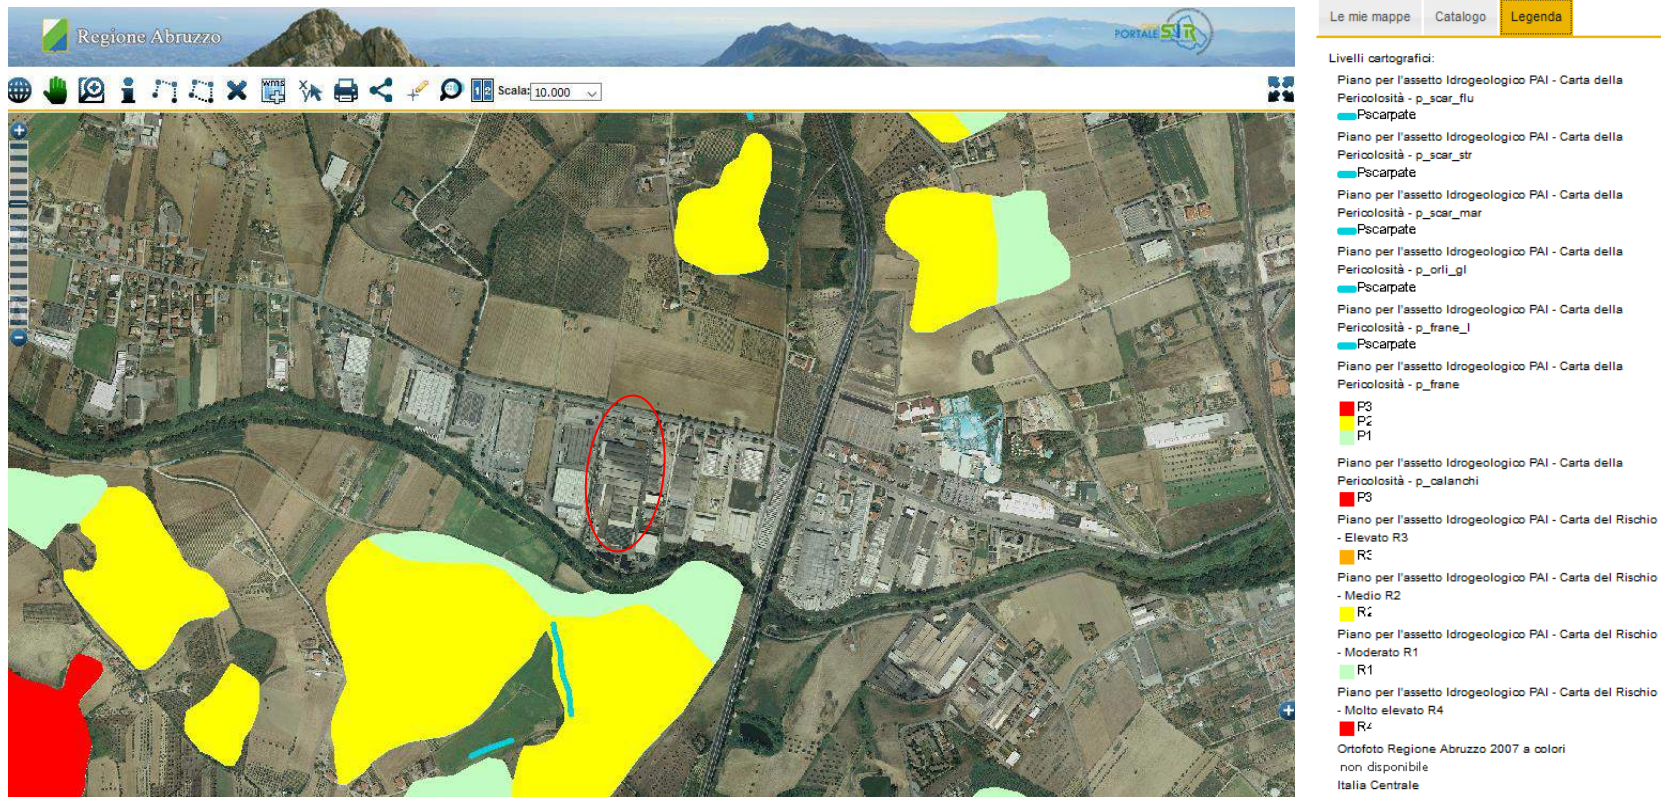 Regione Abruzzo
PORTALE SIR
Le mie mappe Catalogo Legenda
Scala: 10.000
Livelli cartografici:
Piano per l'assetto Idrogeologico PAI - Carta della
Pericolosità - p_scar_flu
Pscarpate
Piano per l'assetto Idrogeologico PAI - Carta della
Pericolosità - p_scar_str
Pscarpate
Piano per l'assetto Idrogeologico PAI - Carta della
Pericolosità - p_scar_mar
Pscarpate
Piano per l'assetto Idrogeologico PAI - Carta della
Pericolosità - p_orli_gl
Pscarpate
Piano per l'assetto Idrogeologico PAI - Carta della
Pericolosità - p_frane_l
Pscarpate
Piano per l'assetto Idrogeologico PAI - Carta della
Pericolosità - p_frane
P3
P2
P1
Piano per l'assetto Idrogeologico PAI - Carta della
Pericolosità - p_calanchi
P3
Piano per l'assetto Idrogeologico PAI - Carta del Rischio
- Elevato R3
R3
Piano per l'assetto Idrogeologico PAI - Carta del Rischio
- Medio R2
R2
Piano per l'assetto Idrogeologico PAI - Carta del Rischio
- Moderato R1
R1
Piano per l'assetto Idrogeologico PAI - Carta del Rischio
- Molto elevato R4
R4
Ortofoto Regione Abruzzo 2007 a colori
non disponibile
Italia Centrale